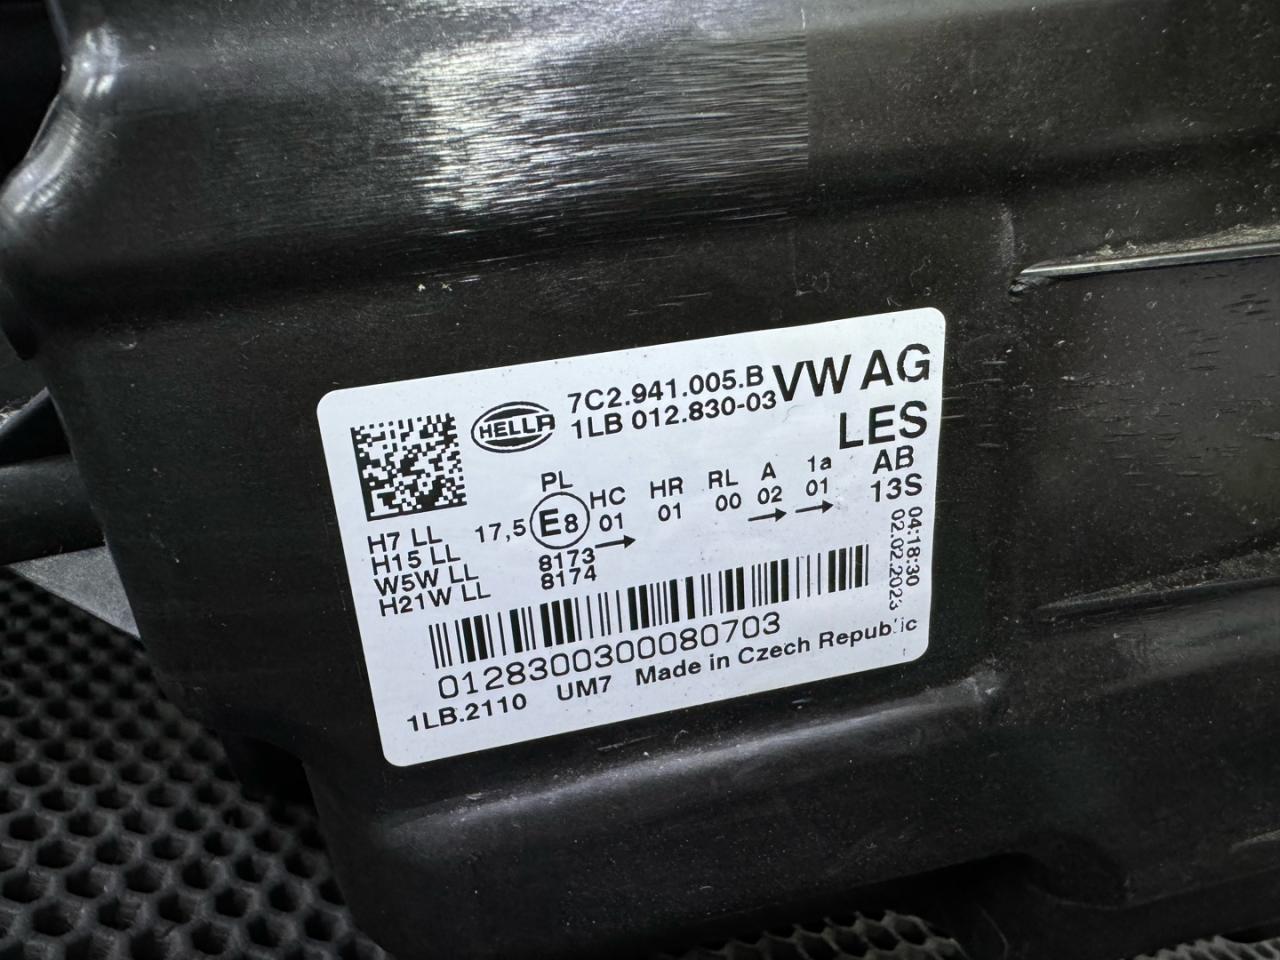 HELLA
7C2.941.005.B
1LB 012.830-03
VW AG
LES
AB
13S
PL
17,5
E8
8173
8174
HC
01
HR
01
RL
00
A
02
1a
01
H7 LL
H15 LL
W5W LL
H21W LL
04:18:30
02.02.2023
0128300300080703
1LB.2110 UM7 Made in Czech Republic